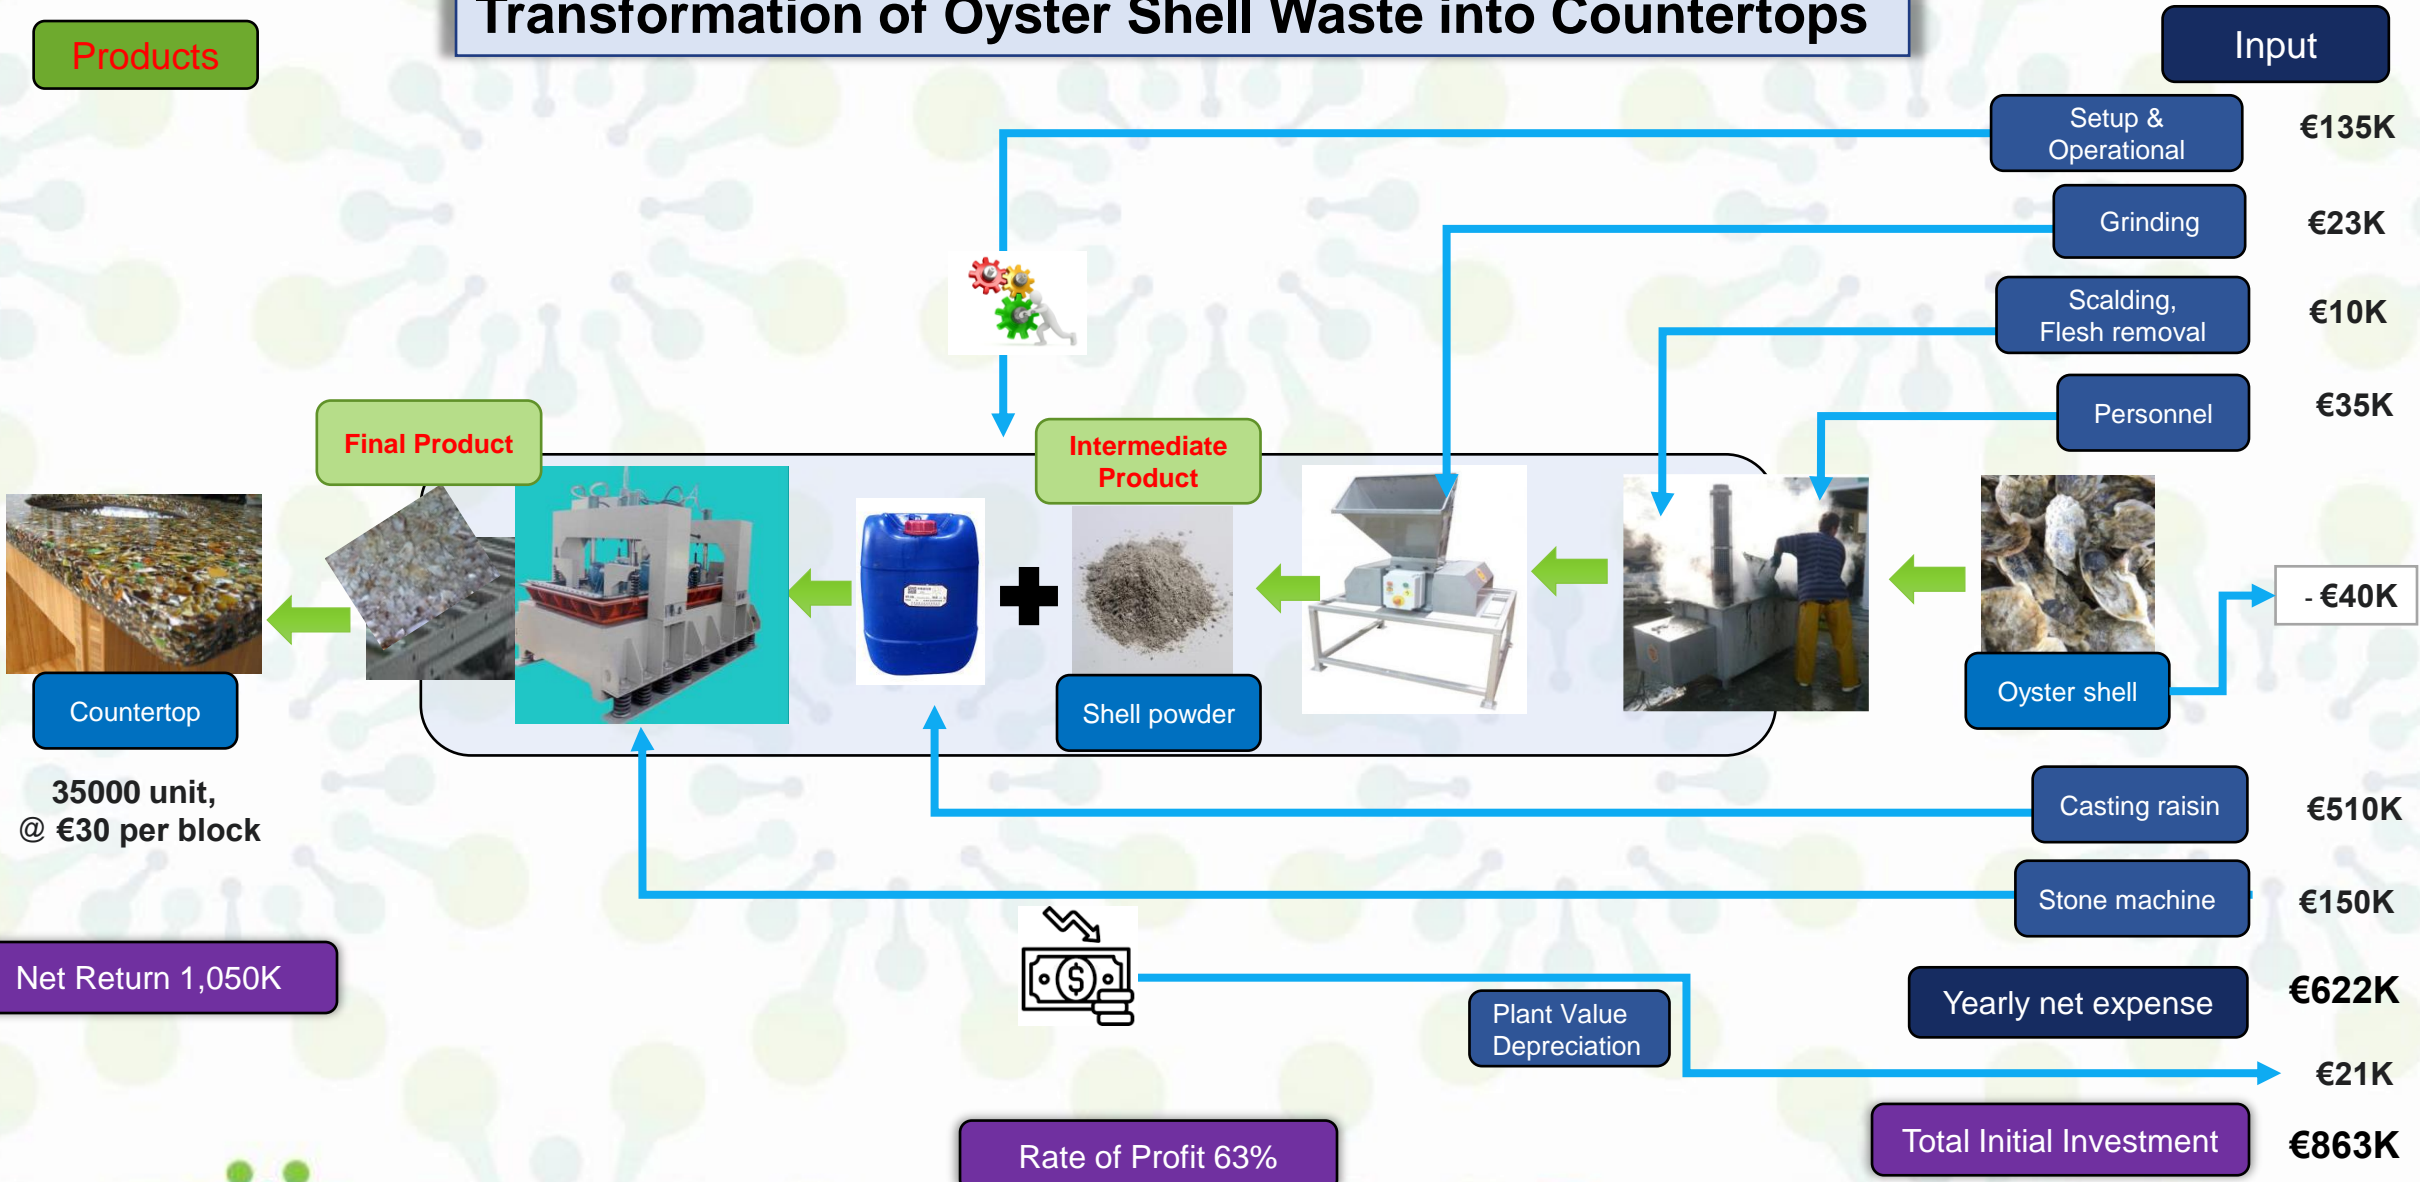 Transformation of Oyster Shell Waste into Countertops
Products
Input
Setup &
Operational
€135K
Grinding
€23K
Scalding,
Flesh removal
€10K
Personnel
€35K
Final Product
Intermediate
Product
Countertop
Shell powder
Oyster shell
- €40K
35000 unit,
@ €30 per block
Casting raisin
€510K
Stone machine
€150K
Net Return 1,050K
Yearly net expense
€622K
Plant Value
Depreciation
€21K
Rate of Profit 63%
Total Initial Investment
€863K